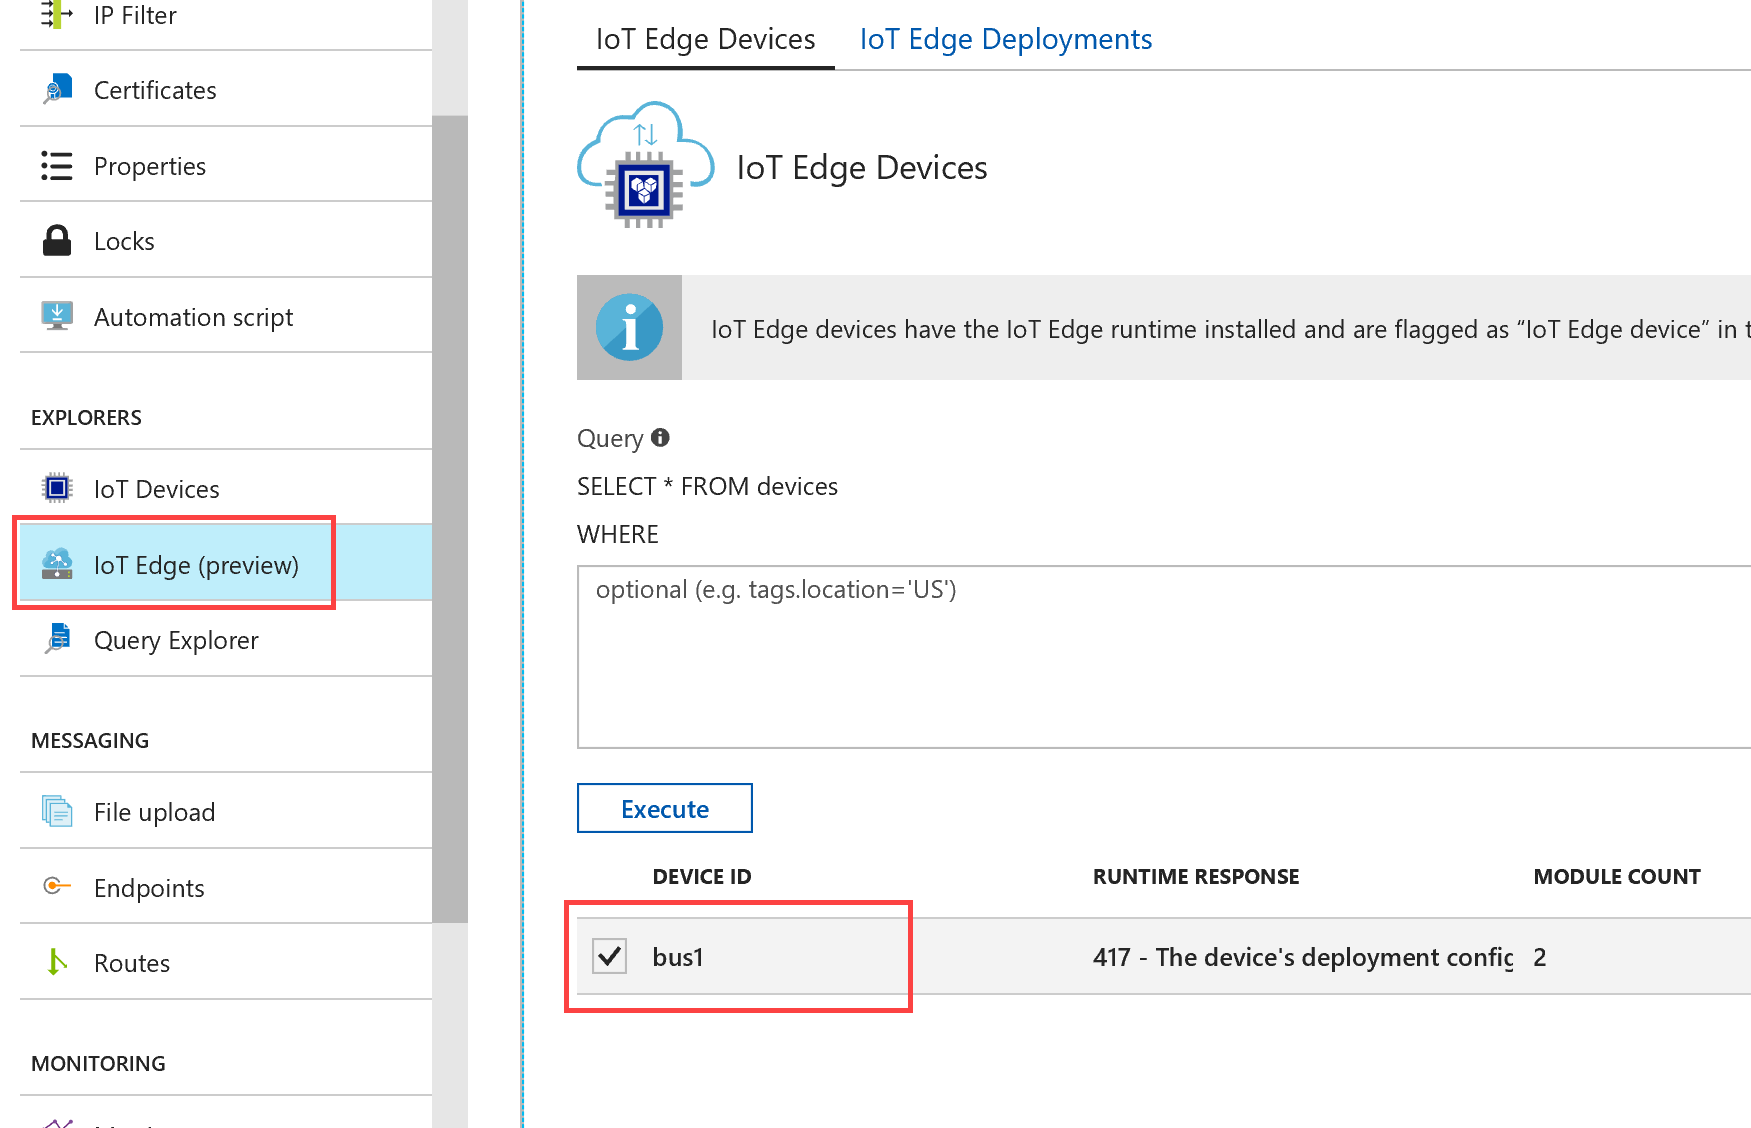 IP Filter
Certificates
Properties
Locks
Automation script
EXPLORERS
IoT Devices
IoT Edge (preview)
Query Explorer
MESSAGING
File upload
Endpoints
Routes
MONITORING
IoT Edge Devices
IoT Edge Deployments
IoT Edge Devices
IoT Edge devices have the IoT Edge runtime installed and are flagged as “IoT Edge device” in t
Query
SELECT * FROM devices
WHERE
optional (e.g. tags.location='US')
Execute
DEVICE ID RUNTIME RESPONSE MODULE COUNT
bus1 417 - The device's deployment config 2